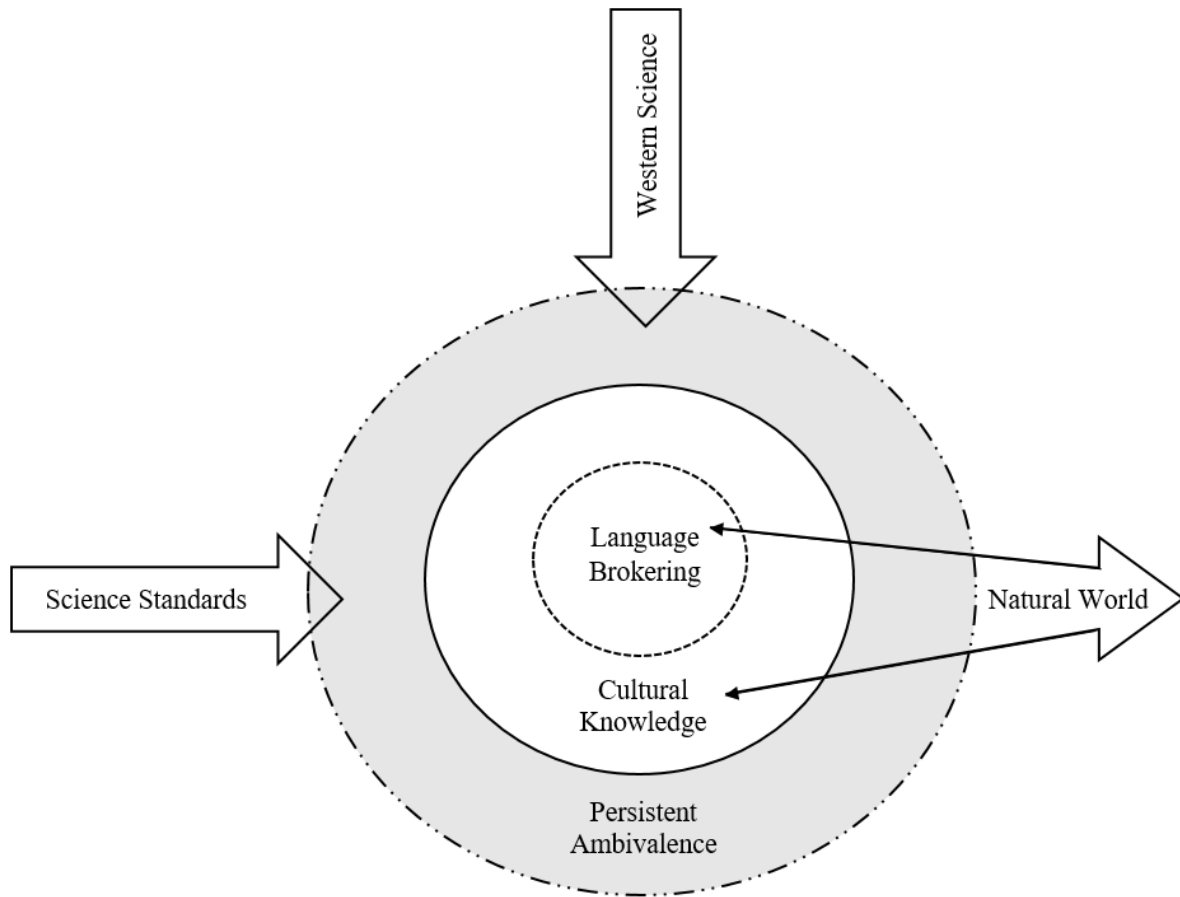 Western Science
Language
Brokering
Science Standards
Natural World
Cultural
Knowledge
Persistent
Ambivalence